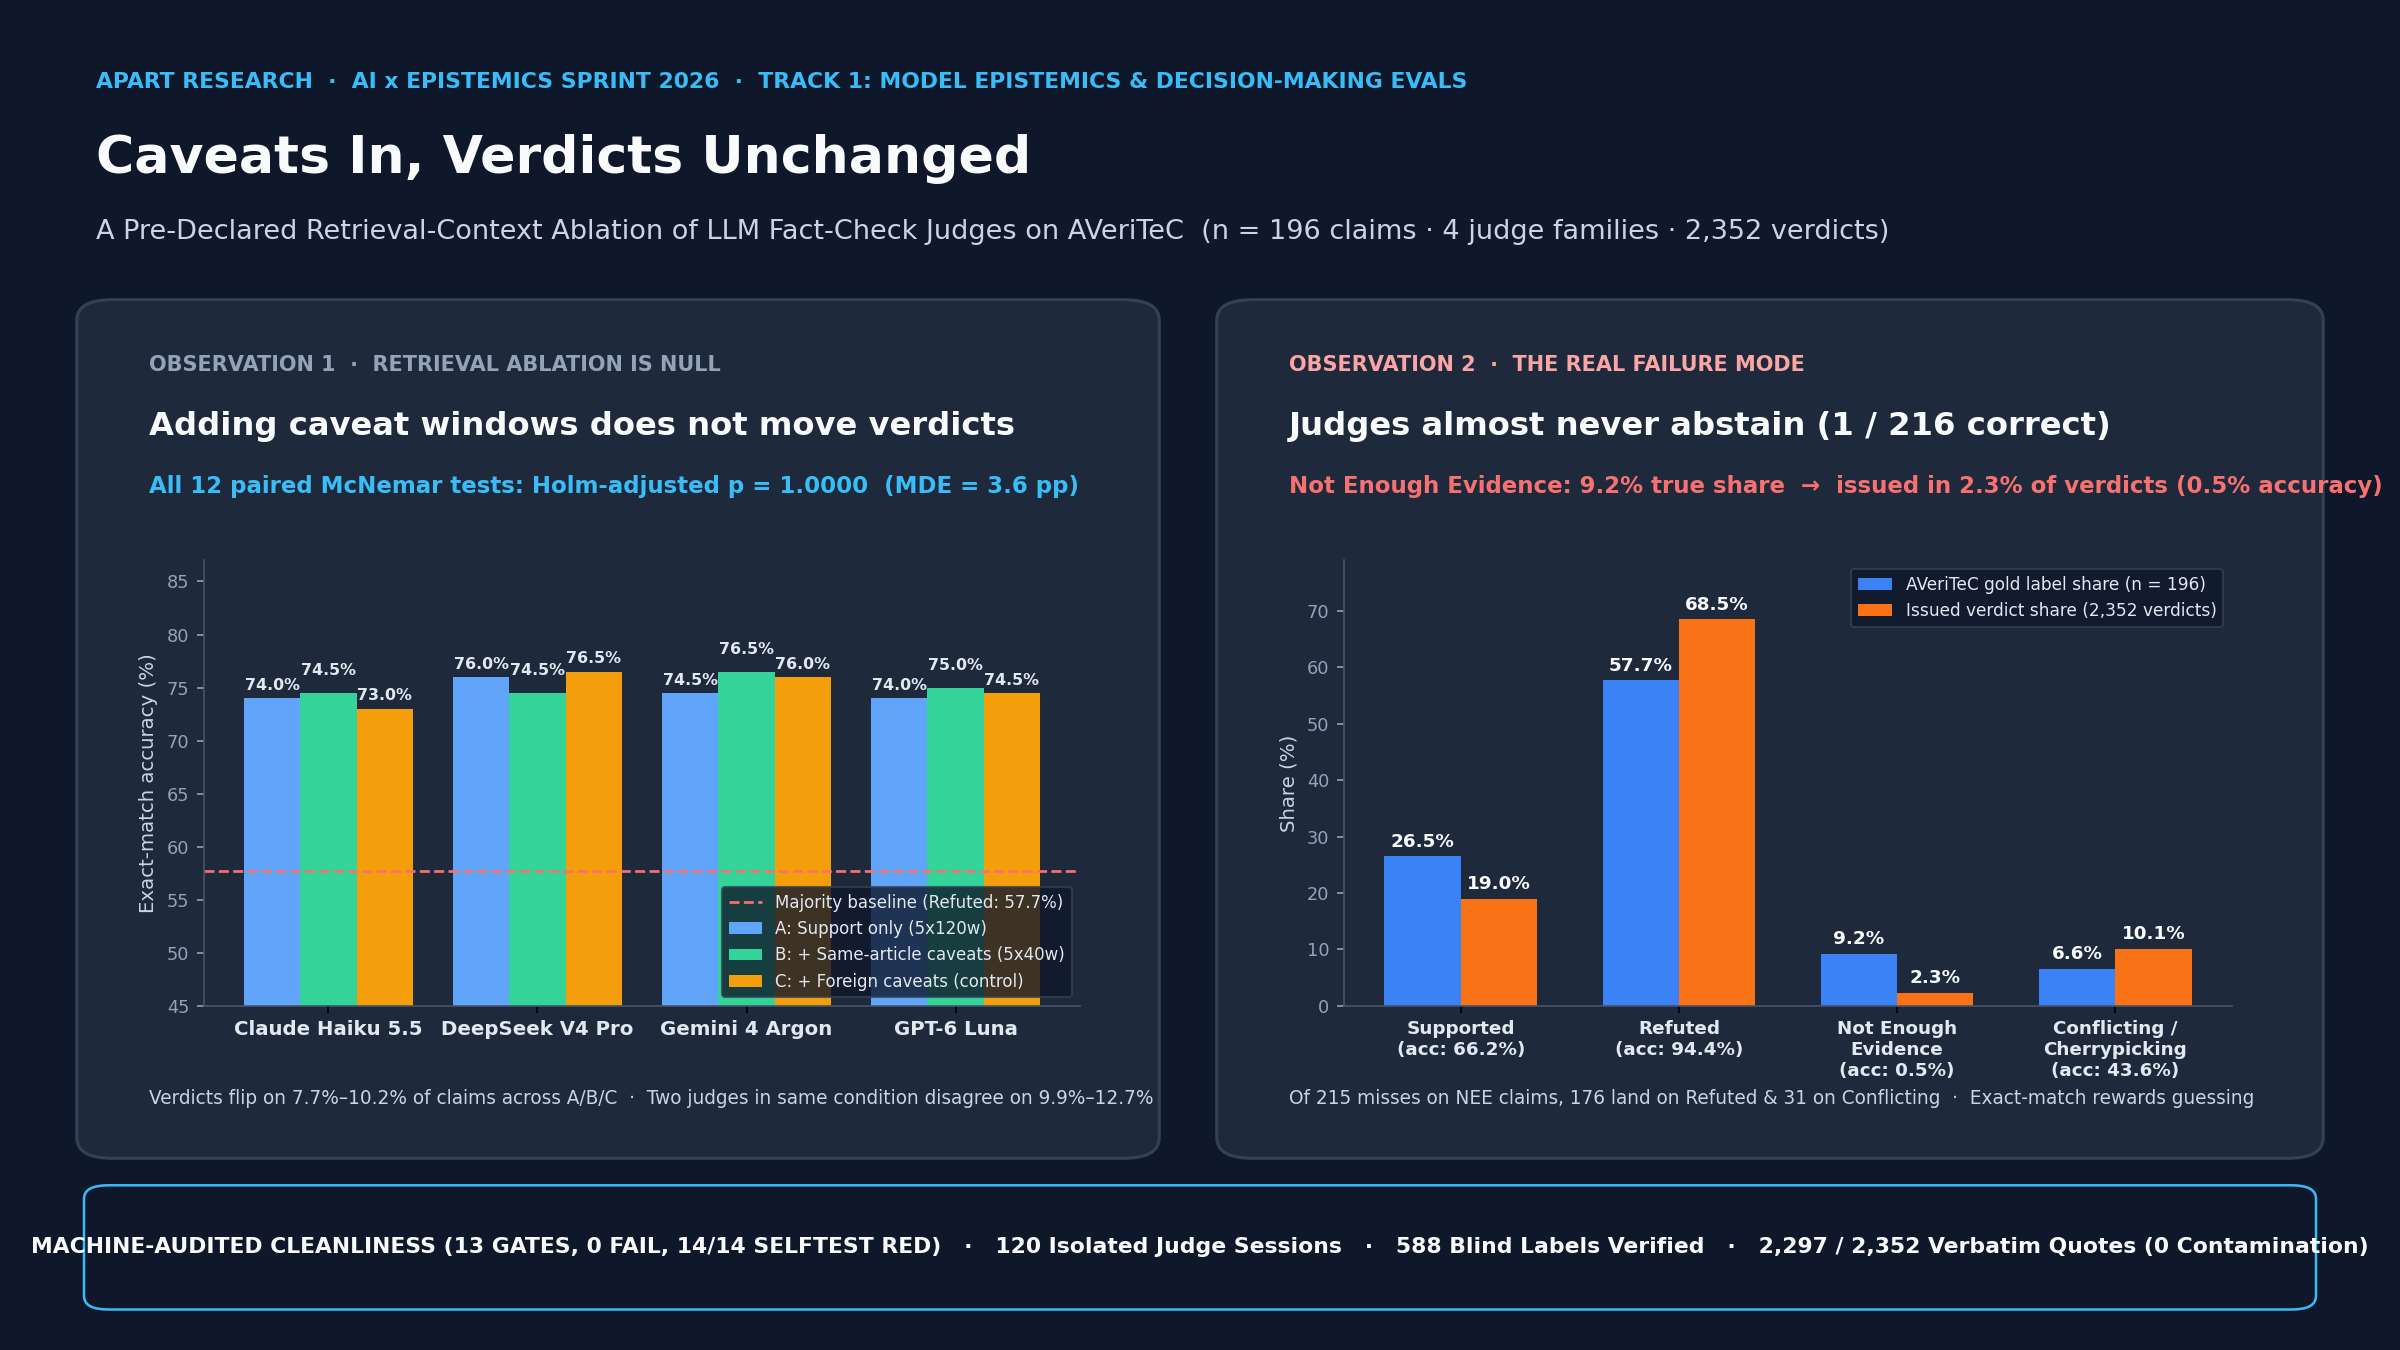 APART RESEARCH · AI x EPISTEMICS SPRINT 2026 · TRACK 1: MODEL EPISTEMICS & DECISION-MAKING EVALS
Caveats In, Verdicts Unchanged
A Pre-Declared Retrieval-Context Ablation of LLM Fact-Check Judges on AVeriTeC (n = 196 claims · 4 judge families · 2,352 verdicts)
OBSERVATION 1 · RETRIEVAL ABLATION IS NULL
Adding caveat windows does not move verdicts
All 12 paired McNemar tests: Holm-adjusted p = 1.0000 (MDE = 3.6 pp)
Exact-match accuracy (%)
85
80
75
70
65
60
55
50
45
74.0% 74.5% 73.0%
76.0% 74.5% 76.5%
74.5% 76.5% 76.0%
74.0% 75.0% 74.5%
Majority baseline (Refuted: 57.7%)
A: Support only (5x120w)
B: + Same-article caveats (5x40w)
C: + Foreign caveats (control)
Claude Haiku 5.5 DeepSeek V4 Pro Gemini 4 Argon GPT-6 Luna
Verdicts flip on 7.7%–10.2% of claims across A/B/C · Two judges in same condition disagree on 9.9%–12.7%
OBSERVATION 2 · THE REAL FAILURE MODE
Judges almost never abstain (1 / 216 correct)
Not Enough Evidence: 9.2% true share → issued in 2.3% of verdicts (0.5% accuracy)
AVeriTeC gold label share (n = 196)
Issued verdict share (2,352 verdicts)
Share (%)
70
60
50
40
30
20
10
0
26.5% 19.0%
57.7% 68.5%
9.2% 2.3%
6.6% 10.1%
Supported
(acc: 66.2%)
Refuted
(acc: 94.4%)
Not Enough
Evidence
(acc: 0.5%)
Conflicting /
Cherrypicking
(acc: 43.6%)
Of 215 misses on NEE claims, 176 land on Refuted & 31 on Conflicting · Exact-match rewards guessing
MACHINE-AUDITED CLEANLINESS (13 GATES, 0 FAIL, 14/14 SELFTEST RED) · 120 Isolated Judge Sessions · 588 Blind Labels Verified · 2,297 / 2,352 Verbatim Quotes (0 Contamination)